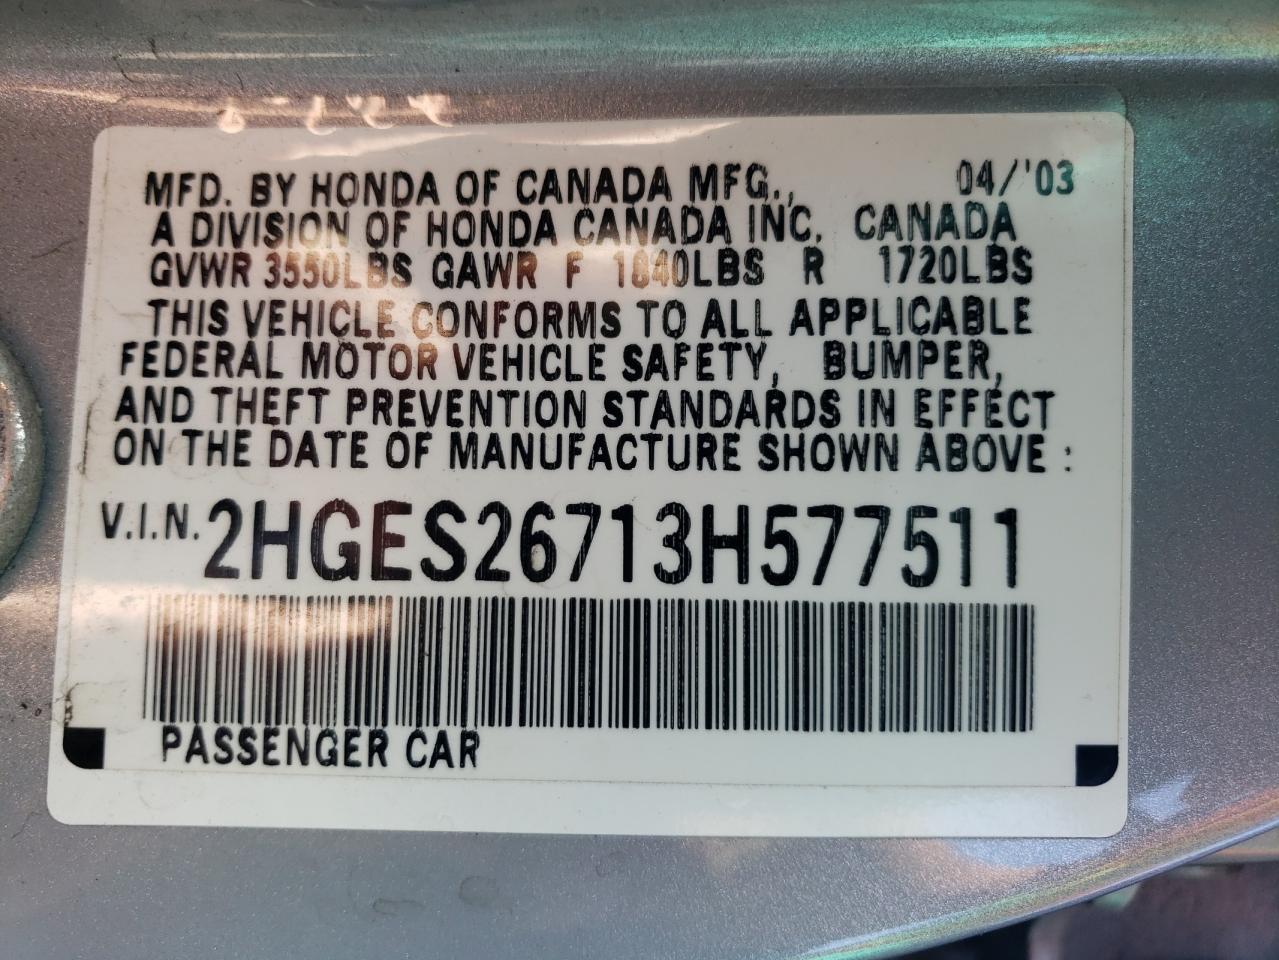 MFD. BY HONDA OF CANADA MFG., 04/'03
A DIVISION OF HONDA CANADA INC. CANADA
GVWR 3550LBS GAWR F 1840LBS R 1720LBS
THIS VEHICLE CONFORMS TO ALL APPLICABLE
FEDERAL MOTOR VEHICLE SAFETY, BUMPER,
AND THEFT PREVENTION STANDARDS IN EFFECT
ON THE DATE OF MANUFACTURE SHOWN ABOVE :
V.I.N. 2HGES26713H577511
PASSENGER CAR